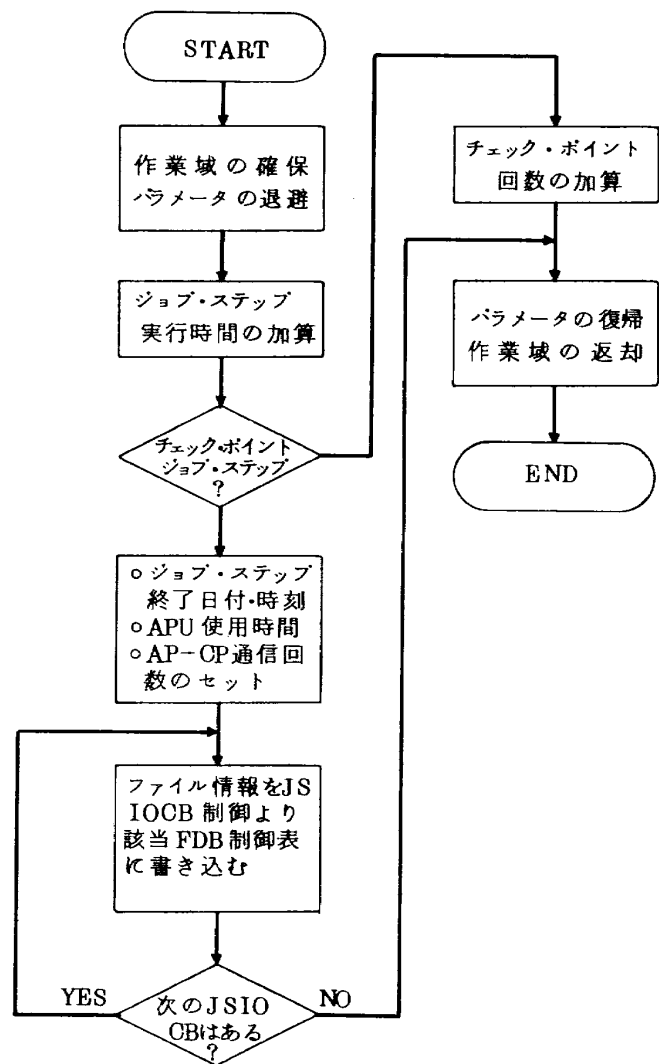 START
作業域の確保
パラメータの退避
ジョブ・ステップ
実行時間の加算
チェック・ポイント
ジョブ・ステップ
?
○ジョブ・ステップ
終了日付・時刻
○APU使用時間
○AP-CP通信回
数のセット
ファイル情報をJS
IOCB制御より
該当FDB制御表
に書き込む
YES
次のJSIO
CBはある
?
NO
チェック・ポイント
回数の加算
パラメータの復帰
作業域の返却
END